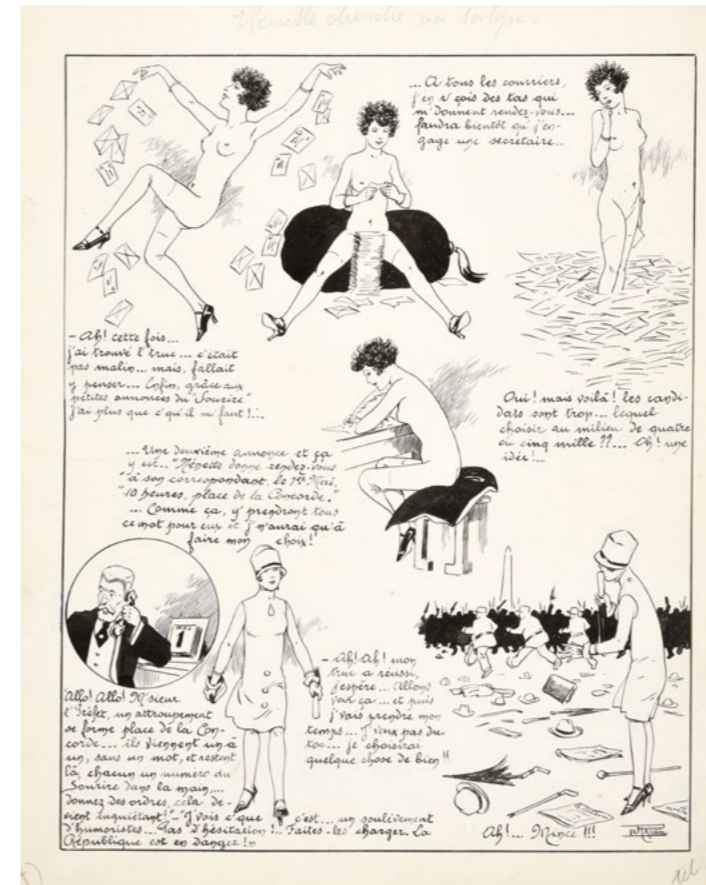 Nénette cherche un satyre -
... A tous les courriers,
j'en r'çois des tas qui
m'donnent rendez-vous...
faudra bientôt qu'j'en-
gage une secrétaire...
- Ah! cette fois...
j'ai trouvé l'truc... c'était
pas malin... mais, fallait
y penser... Enfin, grâce aux
petites annonces du "Sourire"
j'ai plus que c'qu'il m'faut!...
Oui! mais voilà! les candi-
dats sont trop... lequel
choisir au milieu de quatre
ou cinq mille ??... Oh! une
idée!...
... Une deuxième annonce et ça
y est... "Nénette donne rendez-vous
"à son correspondant, le 1er Mai,
"10 heures, place de la Concorde."
... Comme ça, y' prendront tous
ce mot pour eux et j'n'aurai qu'à
faire mon choix!
MAI
1
Allo! Allo! M'sieur
l'Préfet, un attroupement
se forme place de la Con-
corde... ils viennent un à
un, sans un mot, et restent
là, chacun un numéro du
Sourire dans la main...
Donnez des ordres, cela de-
vient inquiétant!" - "J'vois c'que c'est... un soulèvement
d'humoristes... Pas d'hésitation!.. Faites-les charger. La
République est en danger!"
- Ah! Ah! mon
truc a réussi,
j'espère... Allons
voir ça... et puis
j'vais prendre mon
temps... J'veux pas du
toc... je choisirai
quelque chose de bien!!
Ah!... Mince!!!